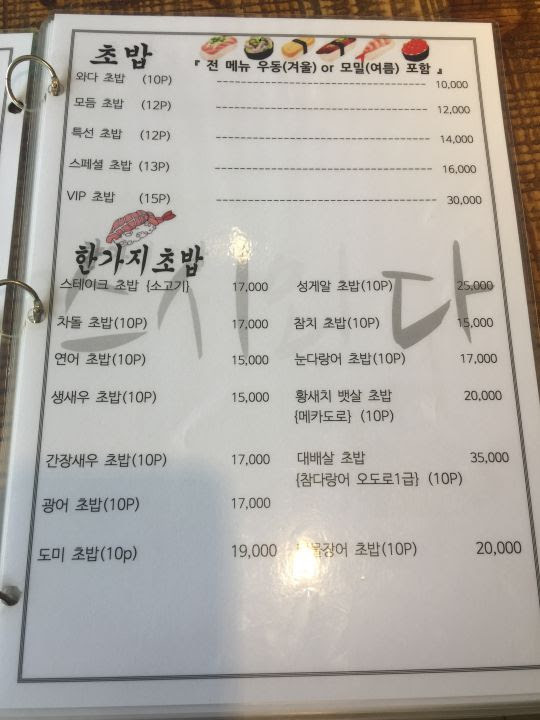 초밥
『 전 메뉴 우동(겨울) or 모밀(여름) 포함 』
와다 초밥 (10P) ------------------------------ 10,000
모듬 초밥 (12P) ------------------------------ 12,000
특선 초밥 (12P) ------------------------------ 14,000
스페셜 초밥 (13P) ------------------------------ 16,000
VIP 초밥 (15P) ------------------------------ 30,000
한가지초밥
스테이크 초밥 {소고기} 17,000 성게알 초밥(10P) 25,000
차돌 초밥(10P) 17,000 참치 초밥(10P) 15,000
연어 초밥(10P) 15,000 눈다랑어 초밥(10P) 17,000
생새우 초밥(10P) 15,000 황새치 뱃살 초밥 20,000
{메카도로} (10P)
간장새우 초밥(10P) 17,000 대배살 초밥 35,000
{참다랑어 오도로1급} (10P)
광어 초밥(10P) 17,000
도미 초밥(10p) 19,000 초밥(10P) 20,000